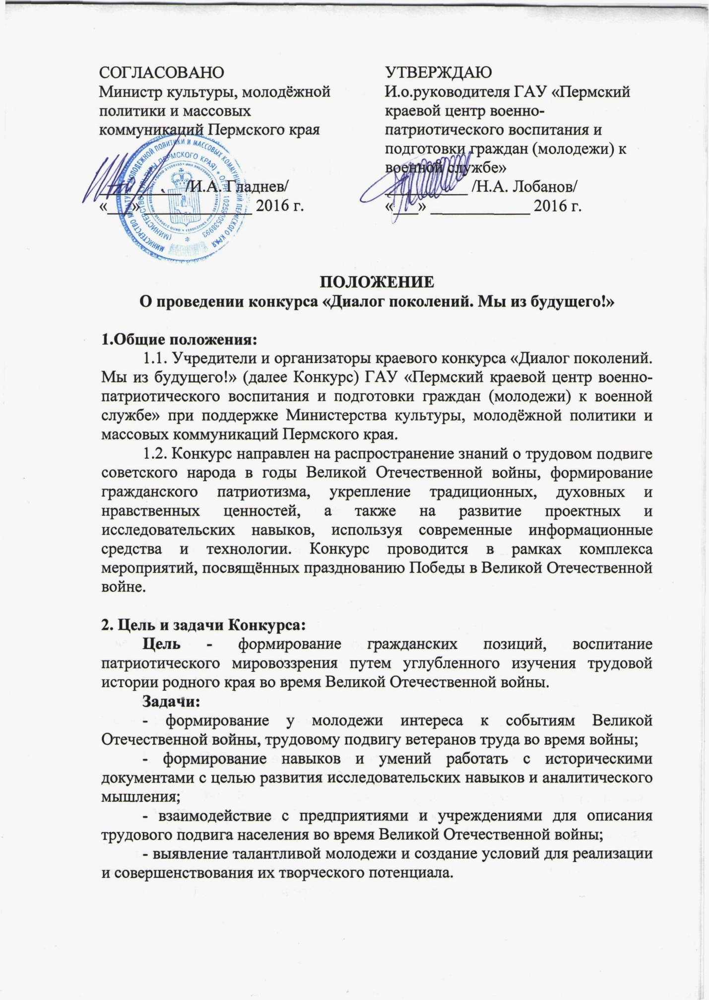 СОГЛАСОВАНО
Министр культуры, молодёжной
политики и массовых
коммуникаций Пермского края
/И.А. Гладнев/
«___» _____________ 2016 г.
УТВЕРЖДАЮ
И.о.руководителя ГАУ «Пермский
краевой центр военно-
патриотического воспитания и
подготовки граждан (молодежи) к
военной службе»
__________ /Н.А. Лобанов/
«___» ____________ 2016 г.
МИНИСТЕРСТВО КУЛЬТУРЫ, МОЛОДЕЖНОЙ ПОЛИТИКИ И МАССОВЫХ КОММУНИКАЦИЙ ПЕРМСКОГО КРАЯ
(МИНИСТЕРСТВО КУЛЬТУРЫ ПЕРМСКОГО КРАЯ) * ОГРН 1025900538993 *
ПОЛОЖЕНИЕ
О проведении конкурса «Диалог поколений. Мы из будущего!»
1.Общие положения:
1.1. Учредители и организаторы краевого конкурса «Диалог поколений.
Мы из будущего!» (далее Конкурс) ГАУ «Пермский краевой центр военно-
патриотического воспитания и подготовки граждан (молодежи) к военной
службе» при поддержке Министерства культуры, молодёжной политики и
массовых коммуникаций Пермского края.
1.2. Конкурс направлен на распространение знаний о трудовом подвиге
советского народа в годы Великой Отечественной войны, формирование
гражданского патриотизма, укрепление традиционных, духовных и
нравственных ценностей, а также на развитие проектных и
исследовательских навыков, используя современные информационные
средства и технологии. Конкурс проводится в рамках комплекса
мероприятий, посвящённых празднованию Победы в Великой Отечественной
войне.
2. Цель и задачи Конкурса:
Цель - формирование гражданских позиций, воспитание
патриотического мировоззрения путем углубленного изучения трудовой
истории родного края во время Великой Отечественной войны.
Задачи:
- формирование у молодежи интереса к событиям Великой
Отечественной войны, трудовому подвигу ветеранов труда во время войны;
- формирование навыков и умений работать с историческими
документами с целью развития исследовательских навыков и аналитического
мышления;
- взаимодействие с предприятиями и учреждениями для описания
трудового подвига населения во время Великой Отечественной войны;
- выявление талантливой молодежи и создание условий для реализации
и совершенствования их творческого потенциала.